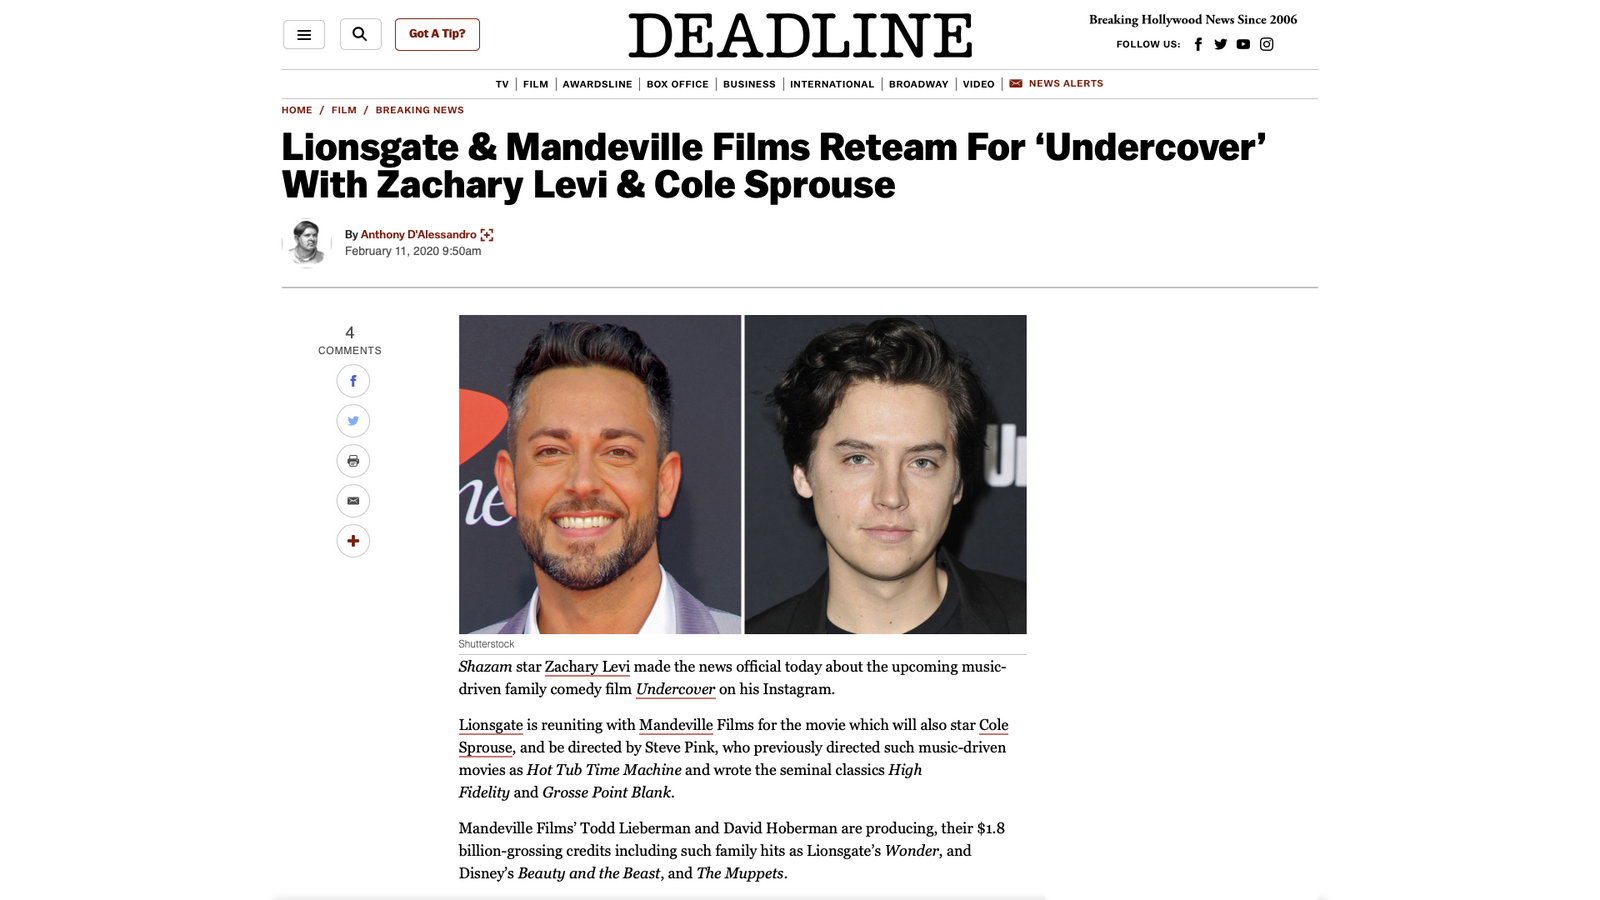 Got A Tip?
DEADLINE
Breaking Hollywood News Since 2006
FOLLOW US:
TV | FILM | AWARDSLINE | BOX OFFICE | BUSINESS | INTERNATIONAL | BROADWAY | VIDEO | NEWS ALERTS
HOME / FILM / BREAKING NEWS
Lionsgate & Mandeville Films Reteam For ‘Undercover’
With Zachary Levi & Cole Sprouse
By Anthony D'Alessandro
February 11, 2020 9:50am
4
COMMENTS
ne
Un
Shutterstock
Shazam star Zachary Levi made the news official today about the upcoming music-
driven family comedy film Undercover on his Instagram.
Lionsgate is reuniting with Mandeville Films for the movie which will also star Cole
Sprouse, and be directed by Steve Pink, who previously directed such music-driven
movies as Hot Tub Time Machine and wrote the seminal classics High
Fidelity and Grosse Point Blank.
Mandeville Films’ Todd Lieberman and David Hoberman are producing, their $1.8
billion-grossing credits including such family hits as Lionsgate’s Wonder, and
Disney’s Beauty and the Beast, and The Muppets.